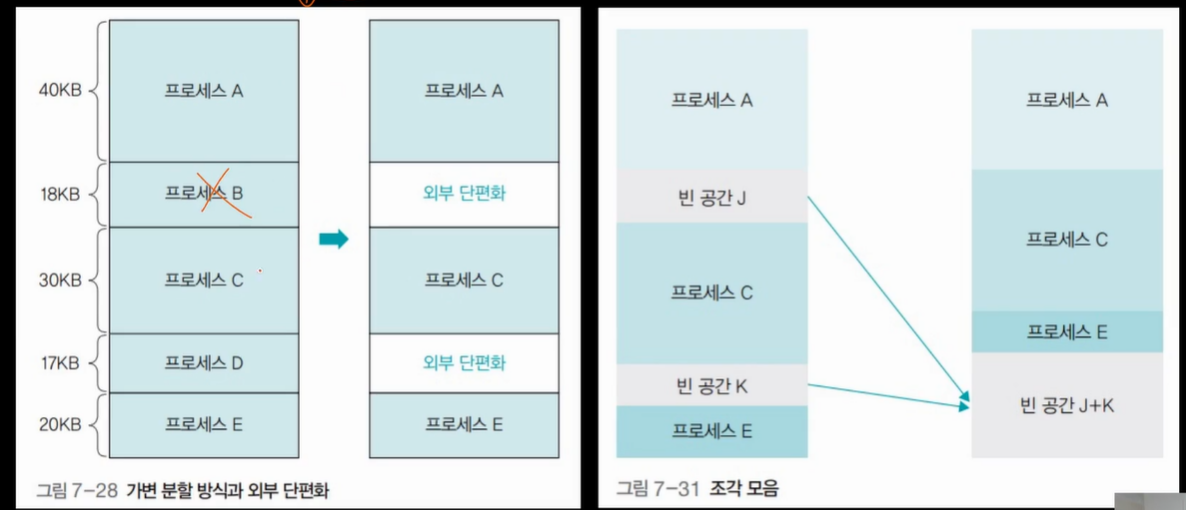 40KB
프로세스 A
프로세스 A
18KB
프로세스 B
외부 단편화
30KB
프로세스 C
프로세스 C
17KB
프로세스 D
외부 단편화
20KB
프로세스 E
프로세스 E
그림 7-28 가변 분할 방식과 외부 단편화
프로세스 A
프로세스 A
빈 공간 J
프로세스 C
프로세스 C
프로세스 E
빈 공간 K
빈 공간 J+K
프로세스 E
그림 7-31 조각 모음